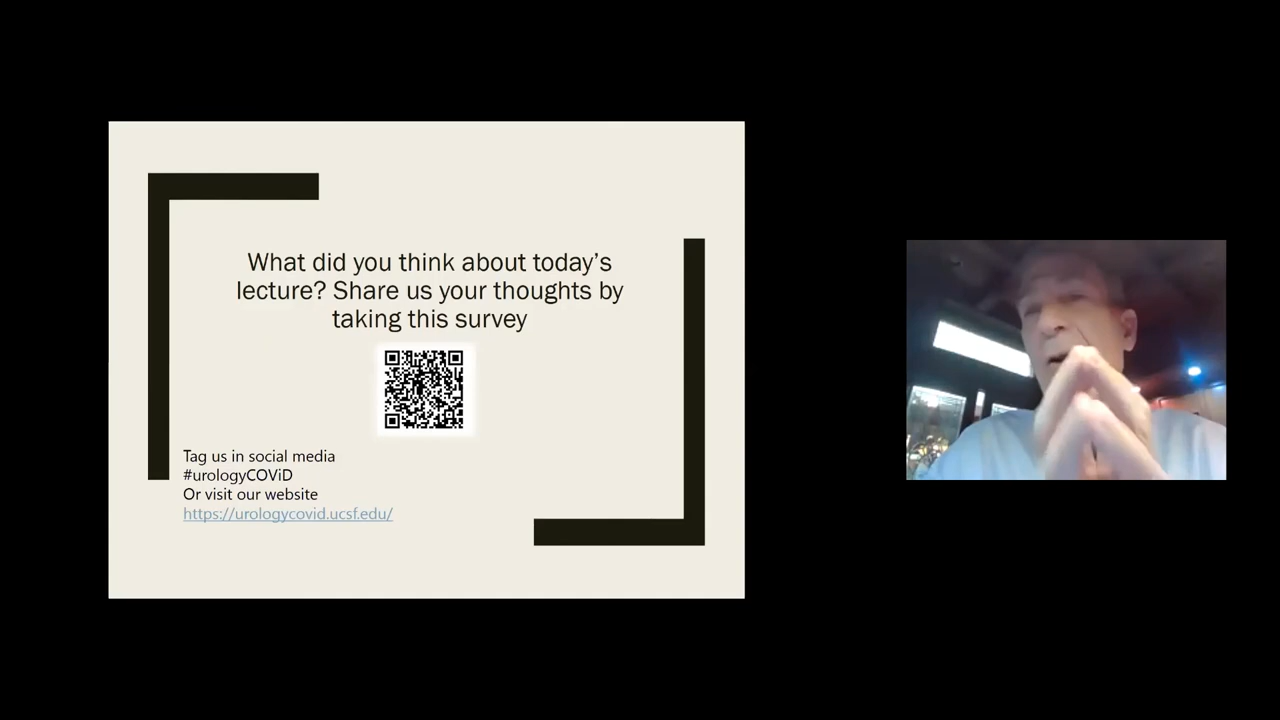 What did you think about today’s
lecture? Share us your thoughts by
taking this survey
Tag us in social media
#urologyCOViD
Or visit our website
https://urologycovid.ucsf.edu/